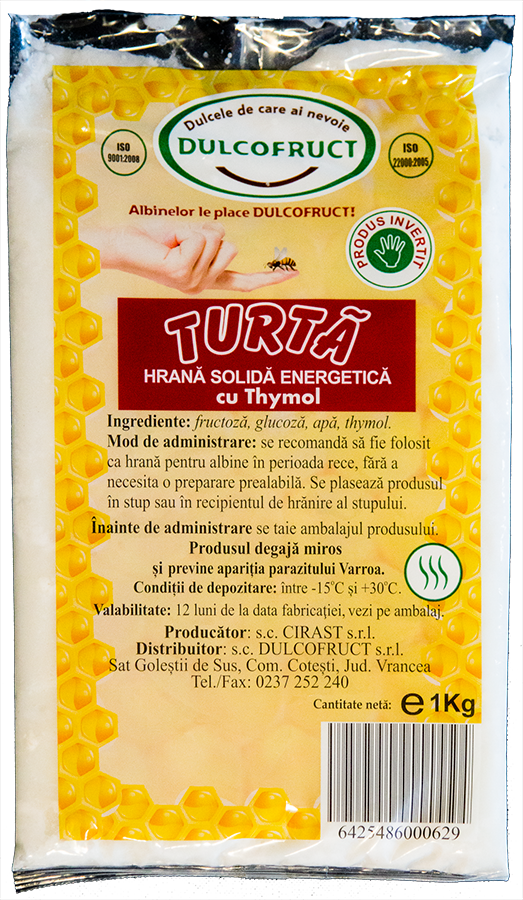 Dulcele de care ai nevoie
DULCOFRUCT
ISO
9001:2008
ISO
22000:2005
Albinelor le place DULCOFRUCT!
PRODUS INVERTIT
TURTĂ
HRANĂ SOLIDĂ ENERGETICĂ
cu Thymol
Ingrediente: fructoză, glucoză, apă, thymol.
Mod de administrare: se recomandă să fie folosit
ca hrană pentru albine în perioada rece, fără a
necesita o preparare prealabilă. Se plasează produsul
în stup sau în recipientul de hrănire al stupului.
Înainte de administrare se taie ambalajul produsului.
Produsul degajă miros
și previne apariția parazitului Varroa.
Condiții de depozitare: între -15°C și +30°C.
Valabilitate: 12 luni de la data fabricației, vezi pe ambalaj.
Producător: s.c. CIRAST s.r.l.
Distribuitor: s.c. DULCOFRUCT s.r.l.
Sat Goleștii de Sus, Com. Cotești, Jud. Vrancea
Tel./Fax: 0237 252 240
Cantitate netă: e 1Kg
6425486000629